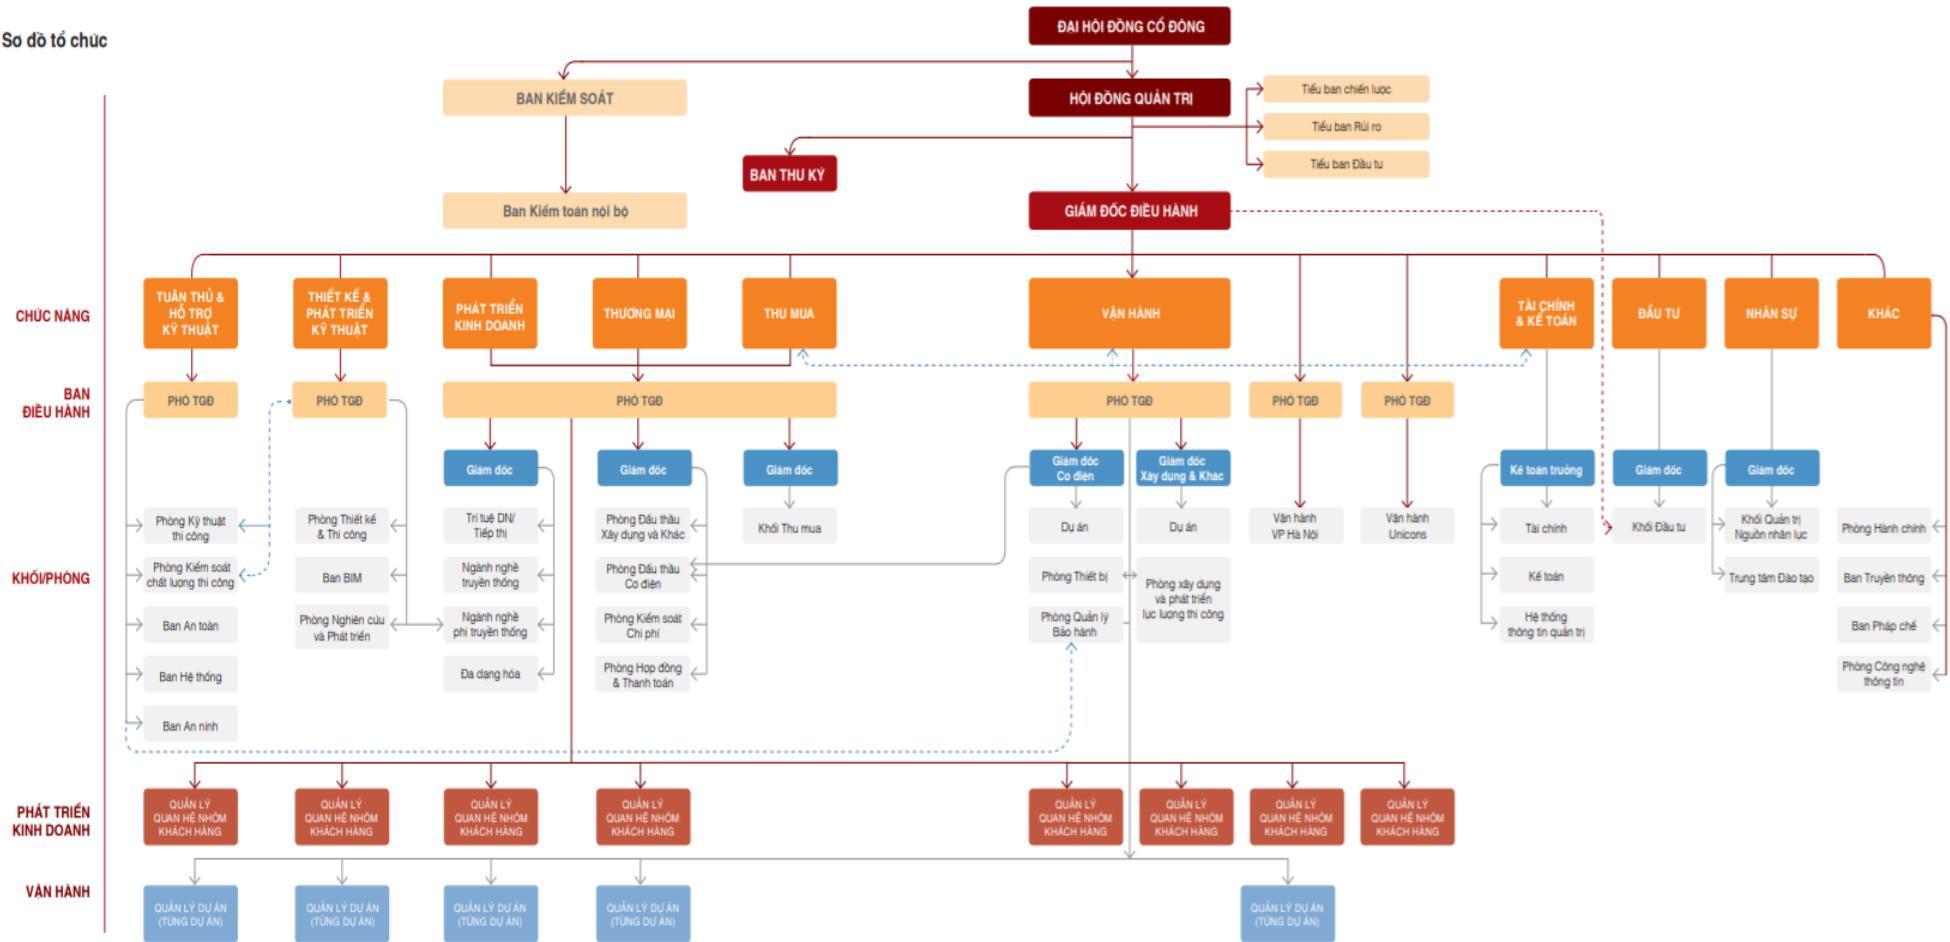 Sơ đồ tổ chức
ĐẠI HỘI ĐỒNG CỔ ĐÔNG
BAN KIỂM SOÁT
HỘI ĐỒNG QUẢN TRỊ
Tiểu ban chiến lược
Tiểu ban Rủi ro
Tiểu ban Đầu tư
BAN THƯ KÝ
Ban Kiểm toán nội bộ
GIÁM ĐỐC ĐIỀU HÀNH
CHỨC NĂNG
TUÂN THỦ &
HỖ TRỢ
KỸ THUẬT
THIẾT KẾ &
PHÁT TRIỂN
KỸ THUẬT
PHÁT TRIỂN
KINH DOANH
THƯƠNG MẠI
THU MUA
VẬN HÀNH
TÀI CHÍNH
& KẾ TOÁN
ĐẦU TƯ
NHÂN SỰ
KHÁC
BAN
ĐIỀU HÀNH
PHÓ TGĐ
PHÓ TGĐ
PHÓ TGĐ
PHÓ TGĐ
PHÓ TGĐ
PHÓ TGĐ
Giám đốc
Giám đốc
Giám đốc
Giám đốc
Cơ điện
Giám đốc
Xây dựng & Khác
Kế toán trưởng
Giám đốc
Giám đốc
KHỐI/PHÒNG
Phòng Kỹ thuật
thi công
Phòng Kiểm soát
chất lượng thi công
Ban An toàn
Ban Hệ thống
Ban An ninh
Phòng Thiết kế
& Thi công
Ban BIM
Phòng Nghiên cứu
và Phát triển
Trí tuệ DN/
Tiếp thị
Ngành nghề
truyền thống
Ngành nghề
phi truyền thống
Đa dạng hóa
Phòng Đấu thầu
Xây dựng và Khác
Phòng Đấu thầu
Cơ điện
Phòng Kiểm soát
Chi phí
Phòng Hợp đồng
& Thanh toán
Khối Thu mua
Dự án
Phòng Thiết bị
Phòng Quản lý
Bảo hành
Dự án
Phòng xây dựng
và phát triển
lực lượng thi công
Vận hành
VP Hà Nội
Vận hành
Unicons
Tài chính
Kế toán
Hệ thống
thông tin quản trị
Khối Đầu tư
Khối Quản trị
Nguồn nhân lực
Trung tâm Đào tạo
Phòng Hành chính
Ban Truyền thông
Ban Pháp chế
Phòng Công nghệ
thông tin
PHÁT TRIỂN
KINH DOANH
QUẢN LÝ
QUAN HỆ NHÓM
KHÁCH HÀNG
QUẢN LÝ
QUAN HỆ NHÓM
KHÁCH HÀNG
QUẢN LÝ
QUAN HỆ NHÓM
KHÁCH HÀNG
QUẢN LÝ
QUAN HỆ NHÓM
KHÁCH HÀNG
QUẢN LÝ
QUAN HỆ NHÓM
KHÁCH HÀNG
QUẢN LÝ
QUAN HỆ NHÓM
KHÁCH HÀNG
QUẢN LÝ
QUAN HỆ NHÓM
KHÁCH HÀNG
QUẢN LÝ
QUAN HỆ NHÓM
KHÁCH HÀNG
VẬN HÀNH
QUẢN LÝ DỰ ÁN
(TỪNG DỰ ÁN)
QUẢN LÝ DỰ ÁN
(TỪNG DỰ ÁN)
QUẢN LÝ DỰ ÁN
(TỪNG DỰ ÁN)
QUẢN LÝ DỰ ÁN
(TỪNG DỰ ÁN)
QUẢN LÝ DỰ ÁN
(TỪNG DỰ ÁN)